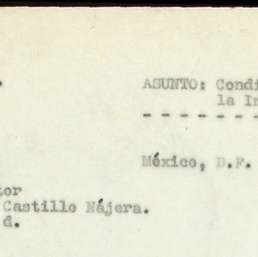 ASUNTO: Condi
la In
- - - - - - -
México, D.F.
tor
Castillo Nájera.
d.